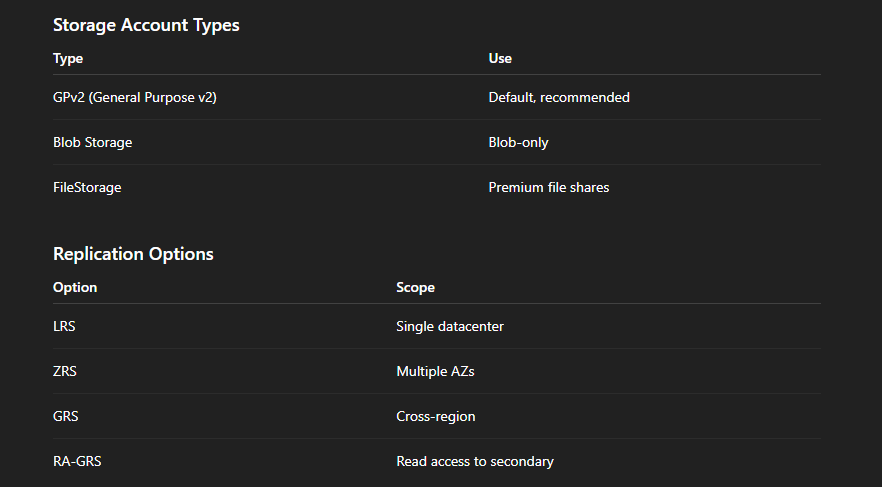 Storage Account Types
Type Use
GPv2 (General Purpose v2) Default, recommended
Blob Storage Blob-only
FileStorage Premium file shares
Replication Options
Option Scope
LRS Single datacenter
ZRS Multiple AZs
GRS Cross-region
RA-GRS Read access to secondary